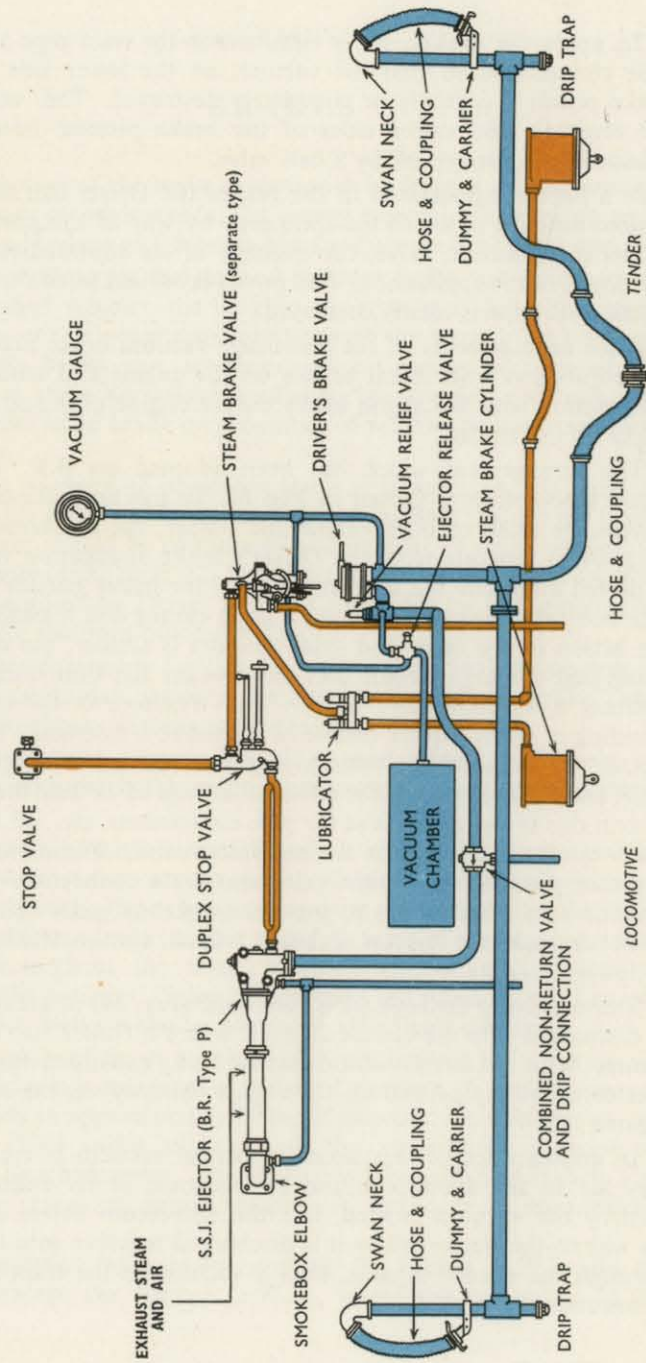 STOP VALVE
VACUUM GAUGE
STEAM BRAKE VALVE (separate type)
DRIVER'S BRAKE VALVE
VACUUM RELIEF VALVE
EJECTOR RELEASE VALVE
STEAM BRAKE CYLINDER
SWAN NECK
HOSE & COUPLING
DUMMY & CARRIER
DRIP TRAP
EXHAUST STEAM
AND AIR
S.S.J. EJECTOR (B.R. Type P)
DUPLEX STOP VALVE
LUBRICATOR
SMOKEBOX ELBOW
VACUUM
CHAMBER
SWAN NECK
HOSE & COUPLING
DUMMY & CARRIER
COMBINED NON-RETURN VALVE
AND DRIP CONNECTION
DRIP TRAP
LOCOMOTIVE
HOSE & COUPLING
TENDER